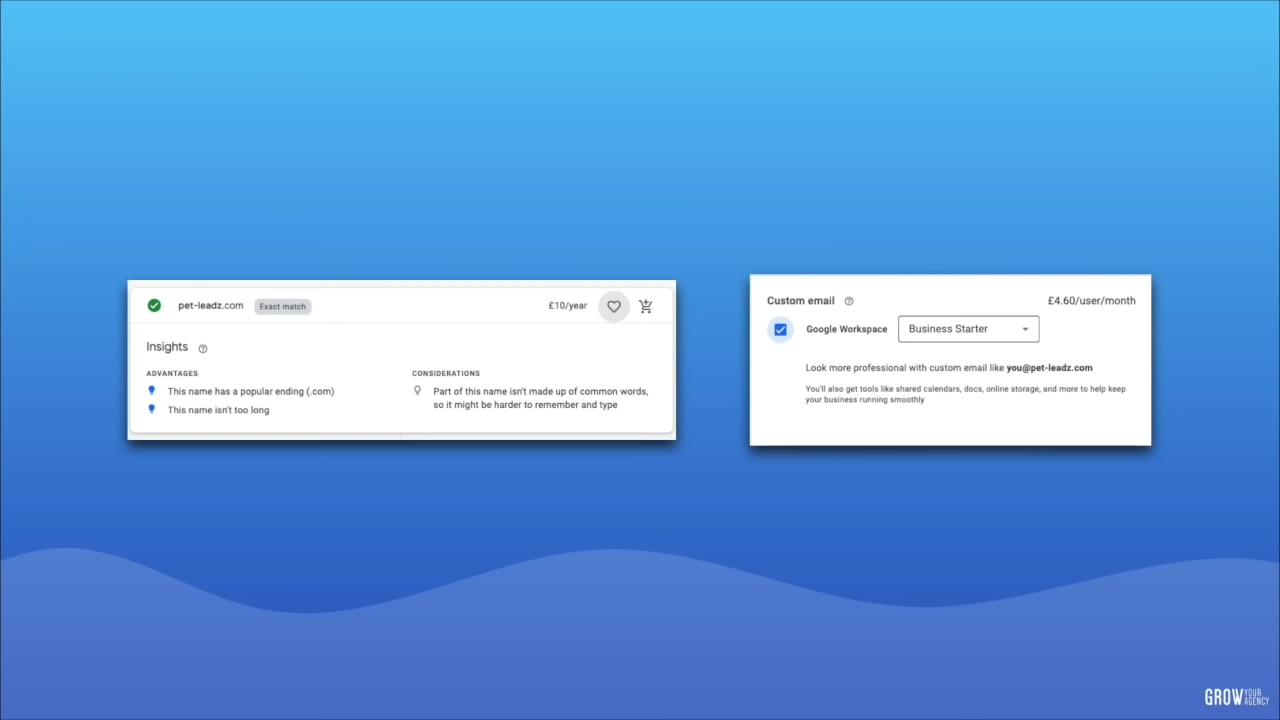 pet-leadz.com Exact match £10/year
Insights
ADVANTAGES
This name has a popular ending (.com)
This name isn't too long
CONSIDERATIONS
Part of this name isn't made up of common words,
so it might be harder to remember and type
Custom email £4.60/user/month
Google Workspace Business Starter
Look more professional with custom email like you@pet-leadz.com
You'll also get tools like shared calendars, docs, online storage, and more to help keep
your business running smoothly
GROW YOUR AGENCY